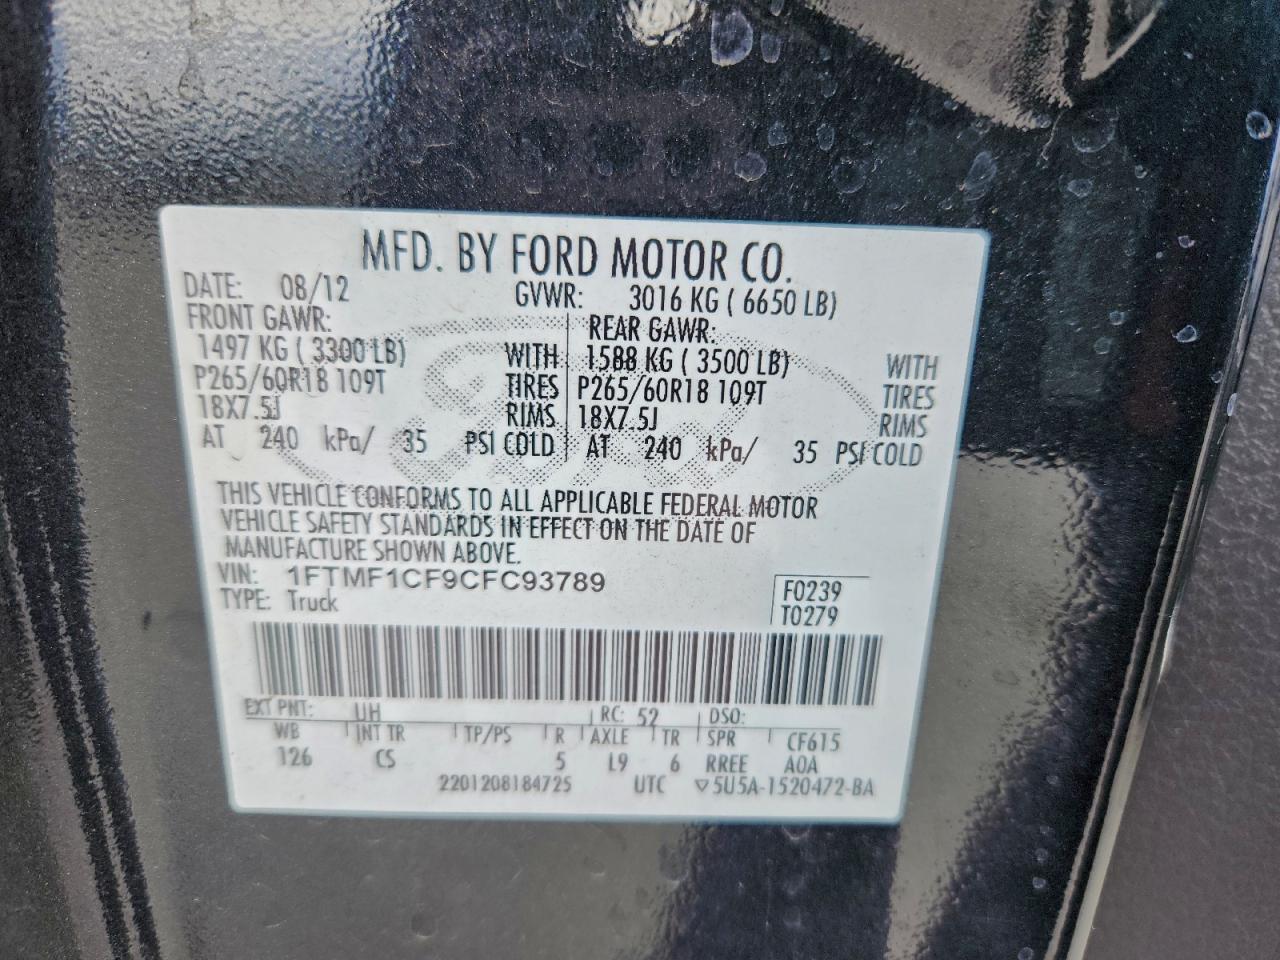 MFD. BY FORD MOTOR CO.
DATE: 08/12 GVWR: 3016 KG ( 6650 LB)
FRONT GAWR: REAR GAWR:
1497 KG ( 3300 LB) WITH 1588 KG ( 3500 LB) WITH
P265/60R18 109T TIRES P265/60R18 109T TIRES
18X7.5J RIMS 18X7.5J RIMS
AT 240 kPa/ 35 PSI COLD AT 240 kPa/ 35 PSI COLD
THIS VEHICLE CONFORMS TO ALL APPLICABLE FEDERAL MOTOR
VEHICLE SAFETY STANDARDS IN EFFECT ON THE DATE OF
MANUFACTURE SHOWN ABOVE.
VIN: 1FTMF1CF9CFC93789 F0239
TYPE: Truck T0279
EXT PNT: UH RC: 52 DSO:
WB INT TR TP/PS R AXLE TR SPR CF615
126 CS 5 L9 6 RREE A0A
2201208184725 UTC ▽5U5A-1520472-BA